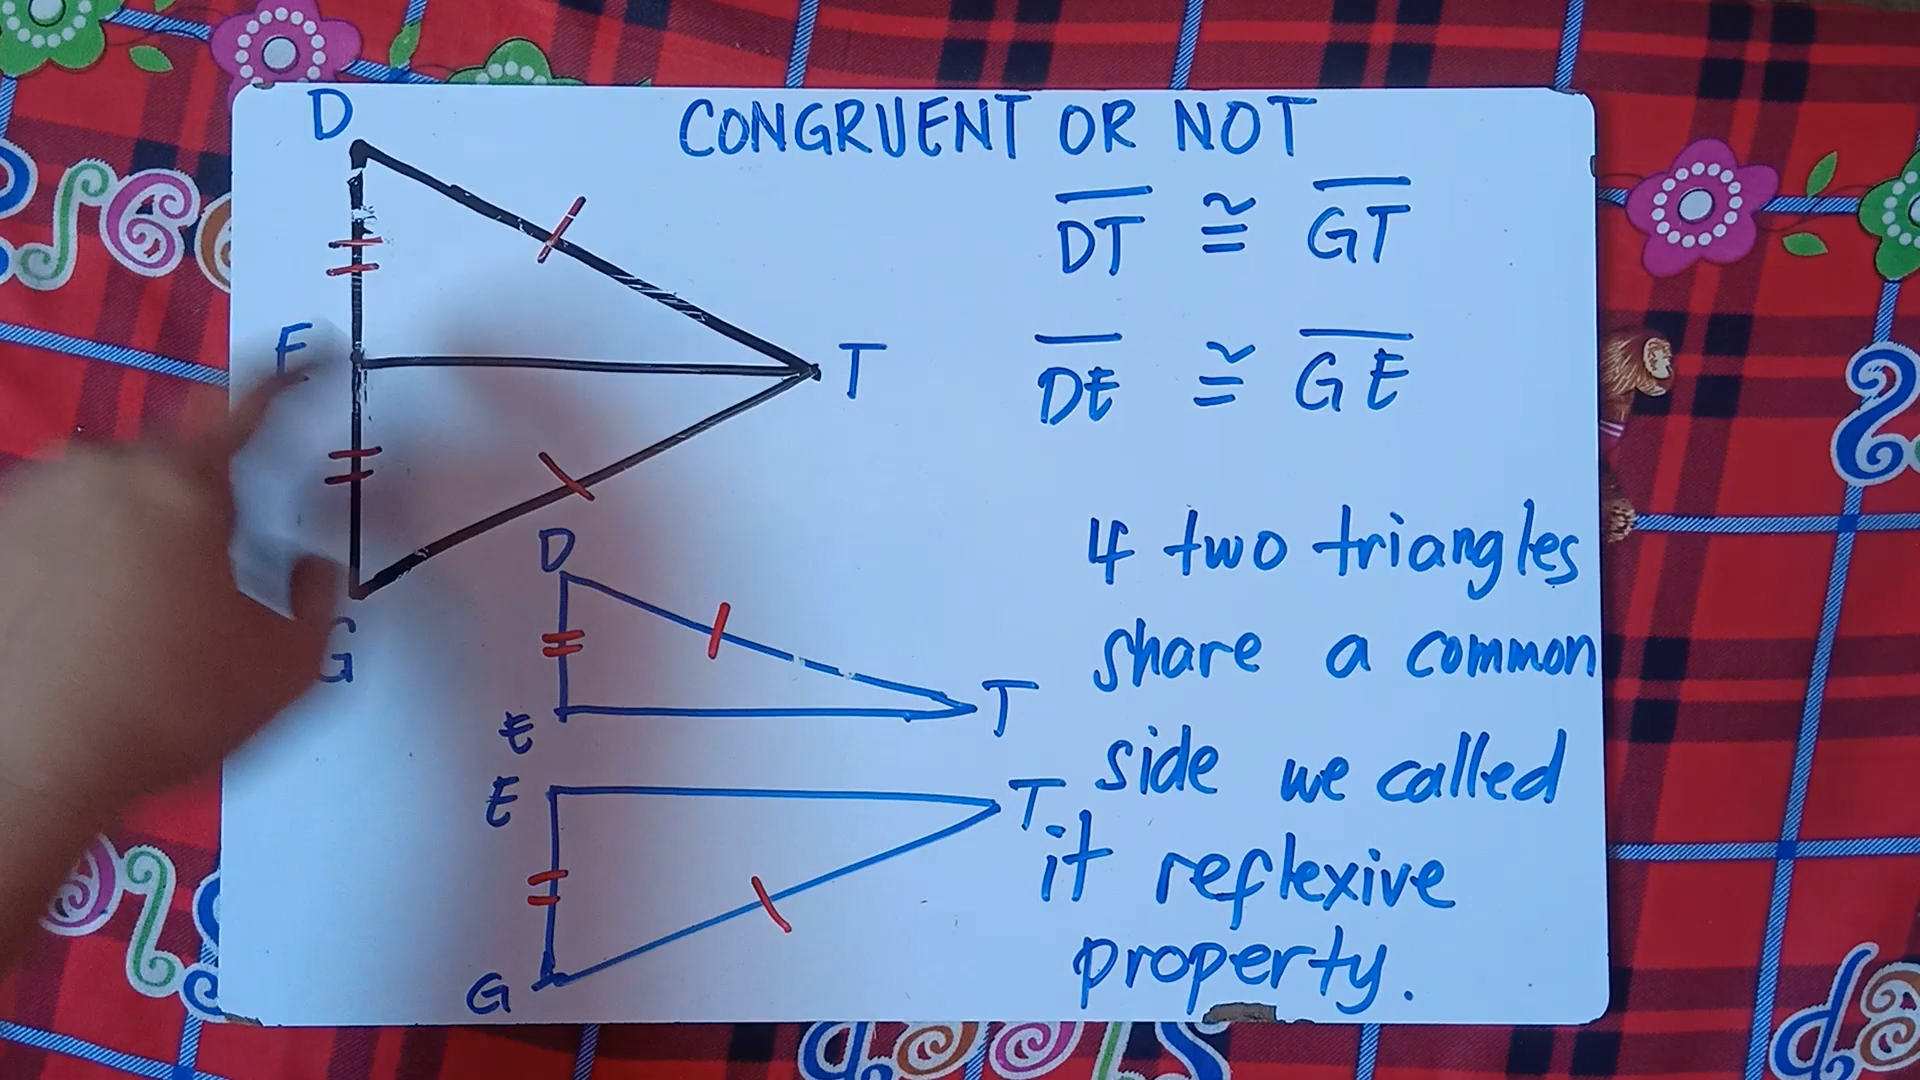 CONGRUENT OR NOT
D
E
T
G
DT ≅ GT
DE ≅ GE
D
E
T
E
T
G
If two triangles
share a common
side we called
it reflexive
property.